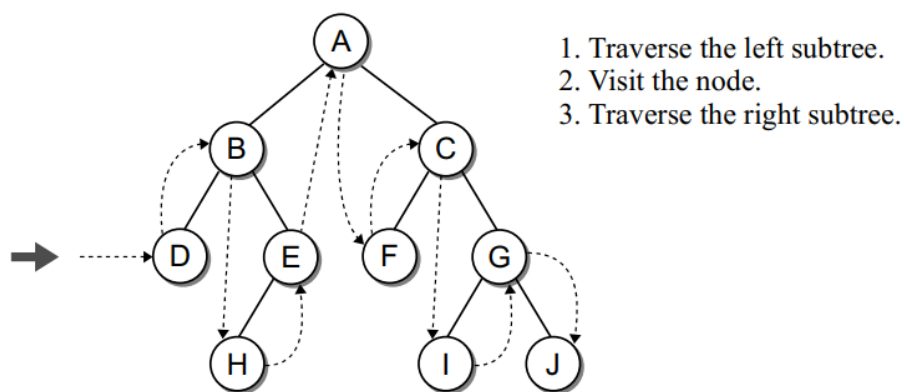 A
1. Traverse the left subtree.
2. Visit the node.
3. Traverse the right subtree.
B
C
D
E
F
G
H
I
J